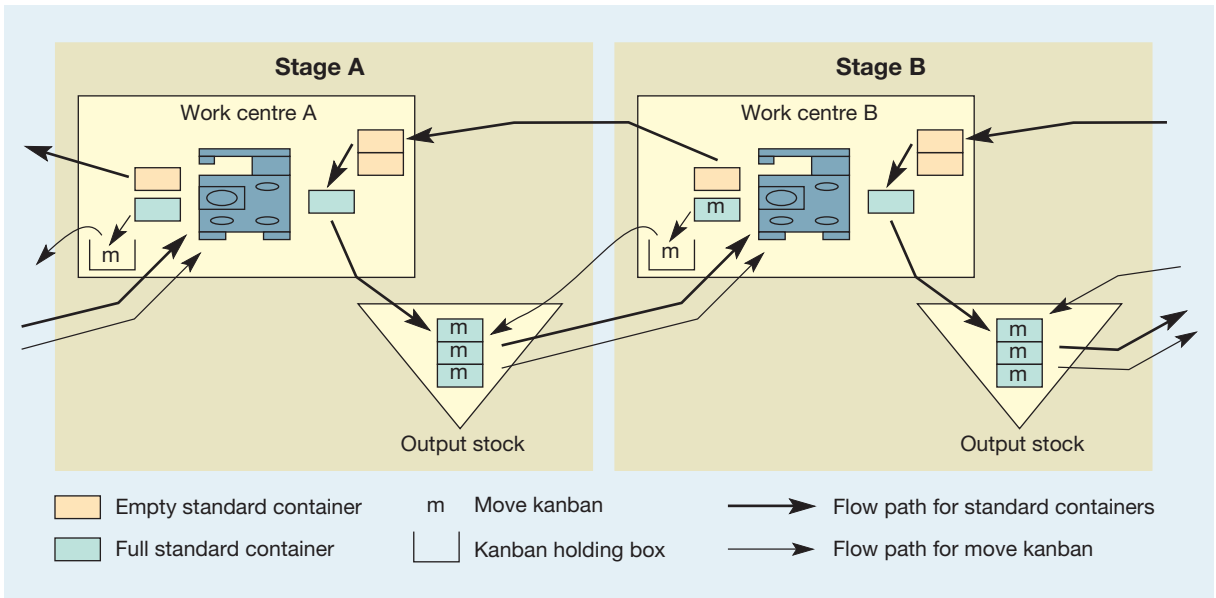 Stage A
Stage B
Work centre A
Work centre B
m
m
m
m
m
m
m
m
m
Output stock
Output stock
Empty standard container
m Move kanban
Flow path for standard containers
Full standard container
Kanban holding box
Flow path for move kanban